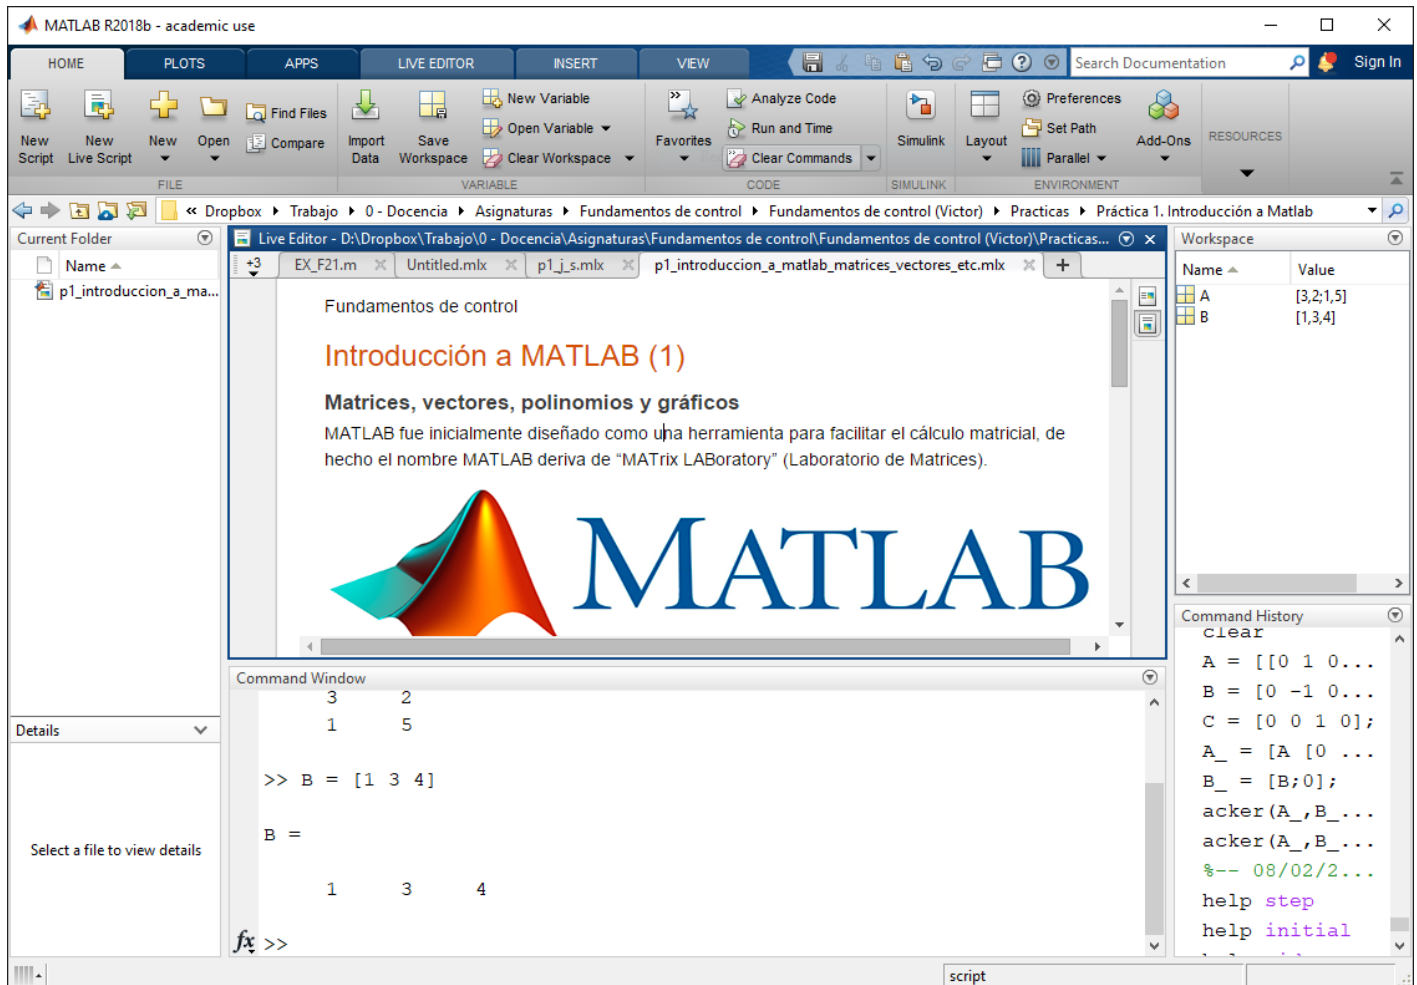 MATLAB R2018b - academic use
HOME PLOTS APPS LIVE EDITOR INSERT VIEW Search Documentation Sign In
New Script
New Live Script
New
Open
Find Files
Compare
FILE
Import Data
Save Workspace
New Variable
Open Variable
Clear Workspace
VARIABLE
Favorites
Analyze Code
Run and Time
Clear Commands
CODE
Simulink
SIMULINK
Layout
Preferences
Set Path
Parallel
Add-Ons
ENVIRONMENT
RESOURCES
« Dropbox Trabajo 0 - Docencia Asignaturas Fundamentos de control Fundamentos de control (Victor) Practicas Práctica 1. Introducción a Matlab
Current Folder
Name
p1_introduccion_a_ma...
Details
Select a file to view details
Live Editor - D:\Dropbox\Trabajo\0 - Docencia\Asignaturas\Fundamentos de control\Fundamentos de control (Victor)\Practicas...
+3 EX_F21.m Untitled.mlx p1_j_s.mlx p1_introduccion_a_matlab_matrices_vectores_etc.mlx +
Fundamentos de control
Introducción a MATLAB (1)
Matrices, vectores, polinomios y gráficos
MATLAB fue inicialmente diseñado como una herramienta para facilitar el cálculo matricial, de
hecho el nombre MATLAB deriva de “MATrix LABoratory” (Laboratorio de Matrices).
MATLAB
Command Window
3 2
1 5
>> B = [1 3 4]
B =
1 3 4
fx >>
Workspace
Name Value
A [3,2;1,5]
B [1,3,4]
Command History
clear
A = [[0 1 0...
B = [0 -1 0...
C = [0 0 1 0];
A_ = [A [0 ...
B_ = [B;0];
acker(A_,B_...
acker(A_,B_...
%-- 08/02/2...
help step
help initial
script